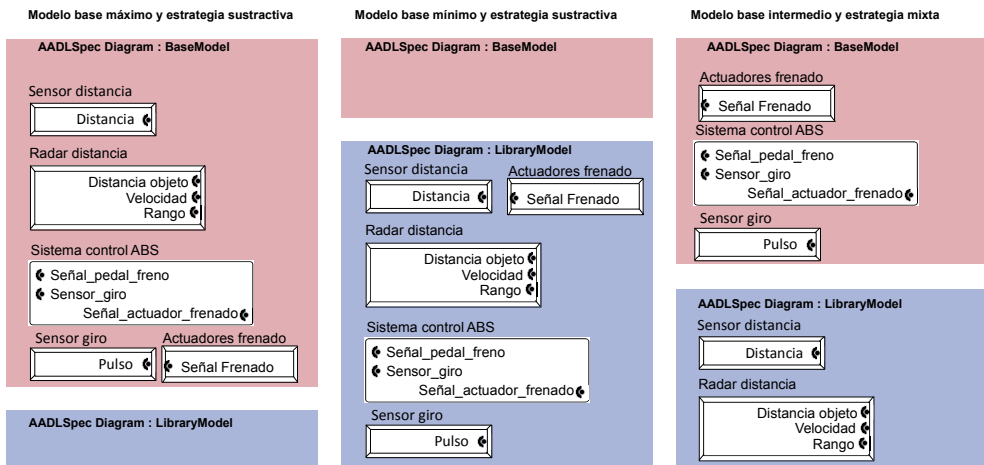 Modelo base máximo y estrategia sustractiva
AADLSpec Diagram : BaseModel
Sensor distancia
Distancia
Radar distancia
Distancia objeto
Velocidad
Rango
Sistema control ABS
Señal_pedal_freno
Sensor_giro
Señal_actuador_frenado
Sensor giro
Actuadores frenado
Pulso
Señal Frenado
AADLSpec Diagram : LibraryModel
Modelo base mínimo y estrategia sustractiva
AADLSpec Diagram : BaseModel
AADLSpec Diagram : LibraryModel
Sensor distancia
Actuadores frenado
Distancia
Señal Frenado
Radar distancia
Distancia objeto
Velocidad
Rango
Sistema control ABS
Señal_pedal_freno
Sensor_giro
Señal_actuador_frenado
Sensor giro
Pulso
Modelo base intermedio y estrategia mixta
AADLSpec Diagram : BaseModel
Actuadores frenado
Señal Frenado
Sistema control ABS
Señal_pedal_freno
Sensor_giro
Señal_actuador_frenado
Sensor giro
Pulso
AADLSpec Diagram : LibraryModel
Sensor distancia
Distancia
Radar distancia
Distancia objeto
Velocidad
Rango